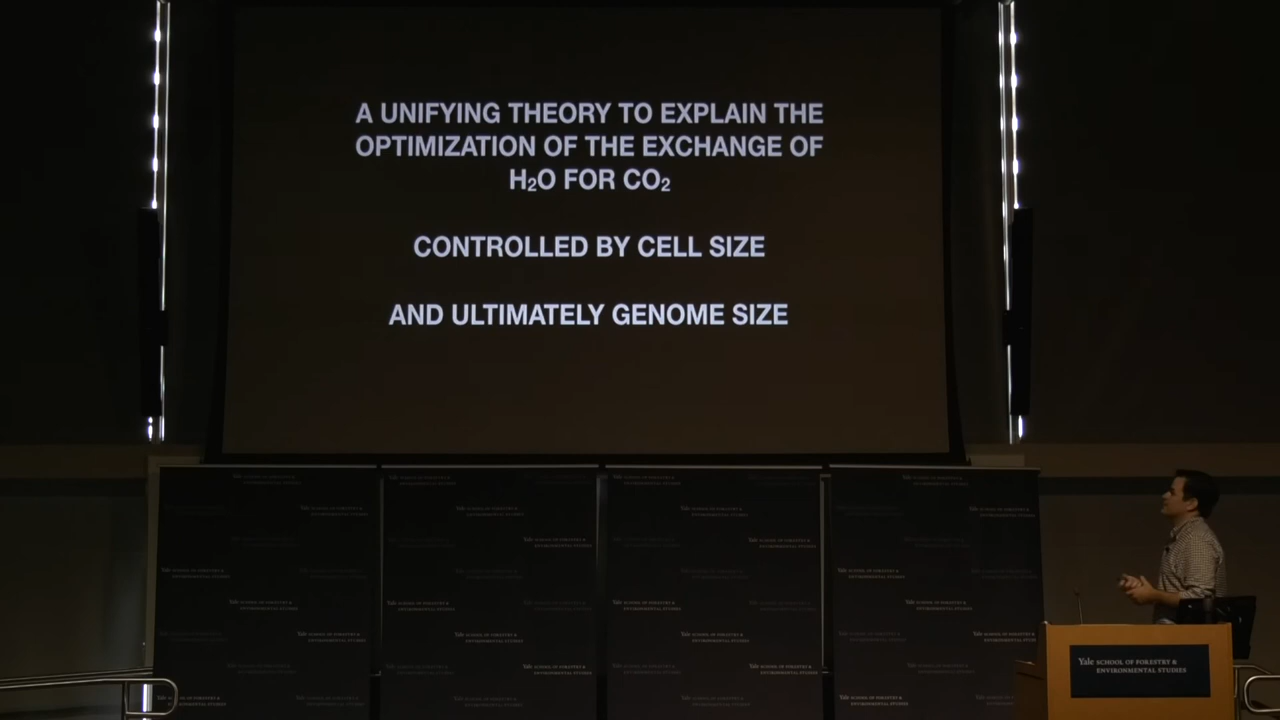 A UNIFYING THEORY TO EXPLAIN THE
OPTIMIZATION OF THE EXCHANGE OF
H₂O FOR CO₂
CONTROLLED BY CELL SIZE
AND ULTIMATELY GENOME SIZE
Yale SCHOOL OF FORESTRY &
ENVIRONMENTAL STUDIES